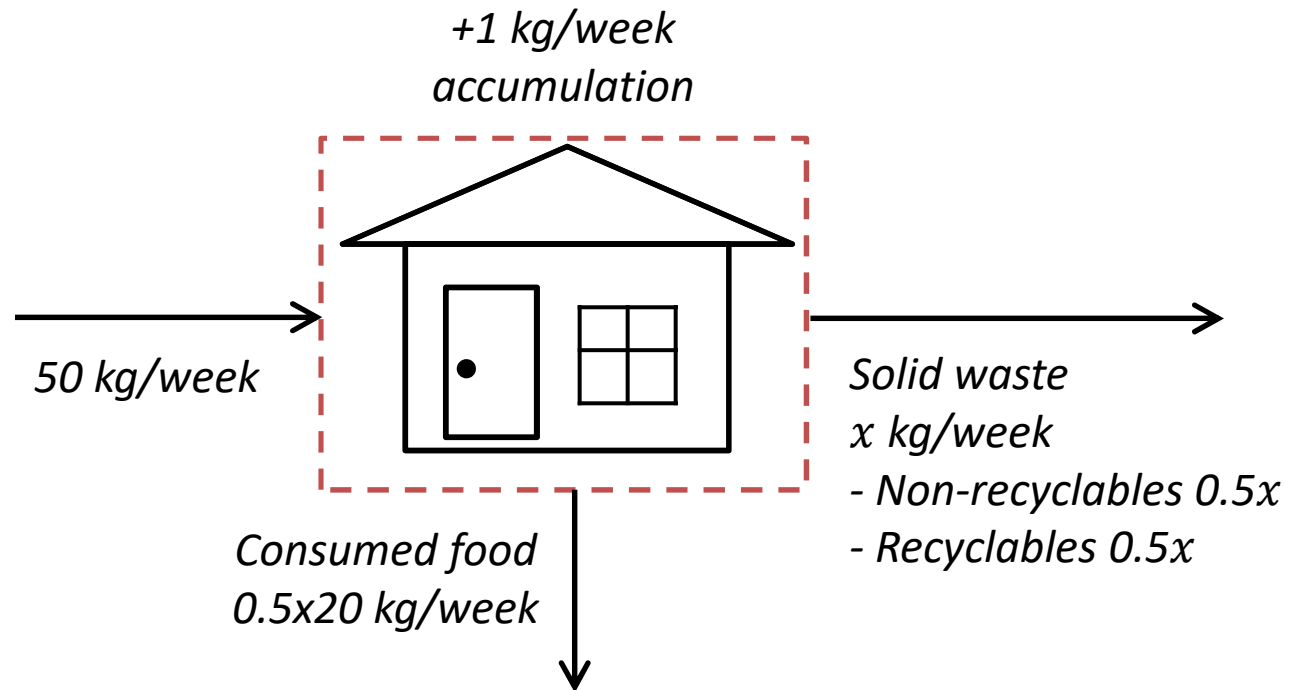 +1 kg/week
accumulation
50 kg/week
Solid waste
x kg/week
- Non-recyclables 0.5x
- Recyclables 0.5x
Consumed food
0.5x20 kg/week